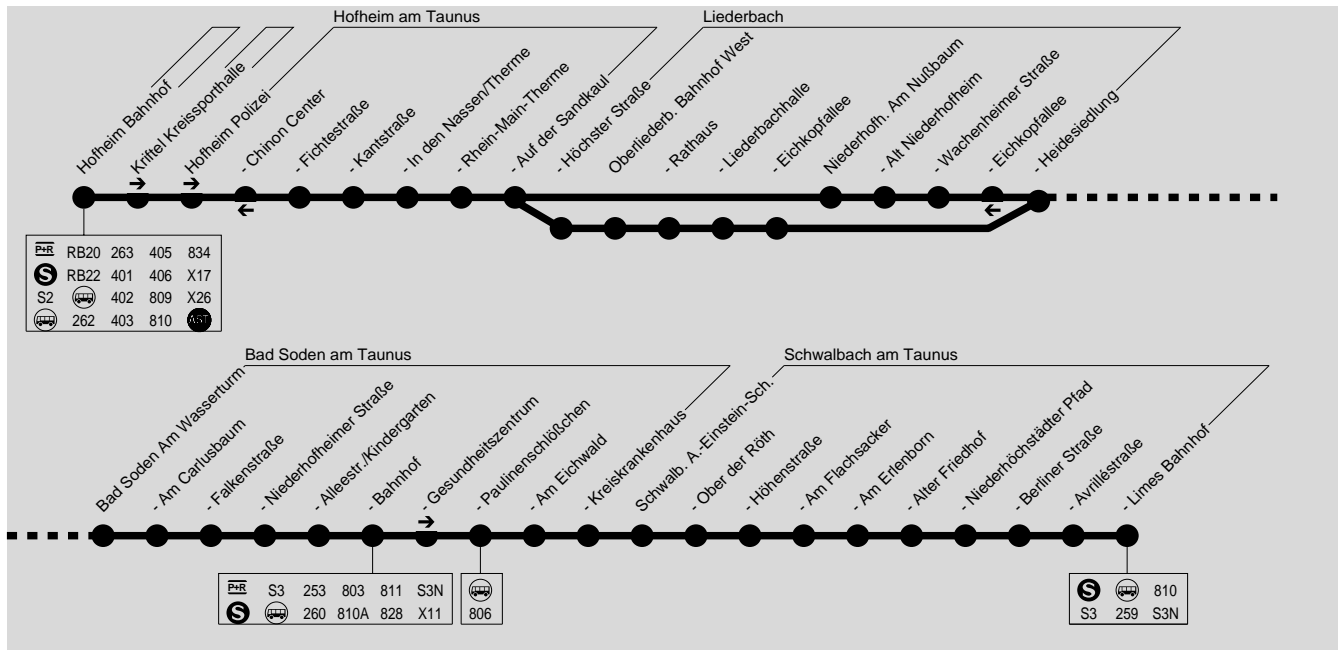 Hofheim am Taunus
Liederbach
Hofheim Bahnhof
Kriftel Kreissporthalle
Hofheim Polizei
- Chinon Center
- Fichtestraße
- Kantstraße
- In den Nassen/Therme
- Rhein-Main-Therme
- Auf der Sandkaul
- Höchster Straße
Oberliederb. Bahnhof West
- Rathaus
- Liederbachhalle
- Eichkopfallee
Niederhofh. Am Nußbaum
- Alt Niederhofheim
- Wachenheimer Straße
- Eichkopfallee
- Heidesiedlung
P+R RB20 263 405 834
S RB22 401 406 X17
S2 402 809 X26
262 403 810 AST
Bad Soden am Taunus
Schwalbach am Taunus
Bad Soden Am Wasserturm
- Am Carlusbaum
- Falkenstraße
- Niederhofheimer Straße
- Alleestr./Kindergarten
- Bahnhof
- Gesundheitszentrum
- Paulinenschlößchen
- Am Eichwald
- Kreiskrankenhaus
Schwalb. A.-Einstein-Sch.
- Ober der Röth
- Höhenstraße
- Am Flachsacker
- Am Erlenborn
- Alter Friedhof
- Niederhöchstädter Pfad
- Berliner Straße
- Avrilléstraße
- Limes Bahnhof
P+R S3 253 803 811 S3N
S 260 810A 828 X11
806
S 810
S3 259 S3N